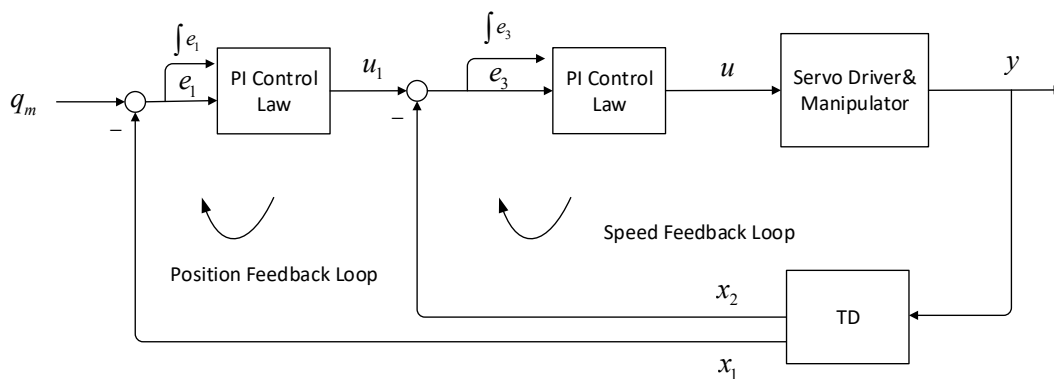 ∫e₁
∫e₃
q_m
e₁
PI Control
Law
u₁
e₃
PI Control
Law
u
Servo Driver&
Manipulator
y
−
−
Speed Feedback Loop
Position Feedback Loop
x₂
TD
x₁